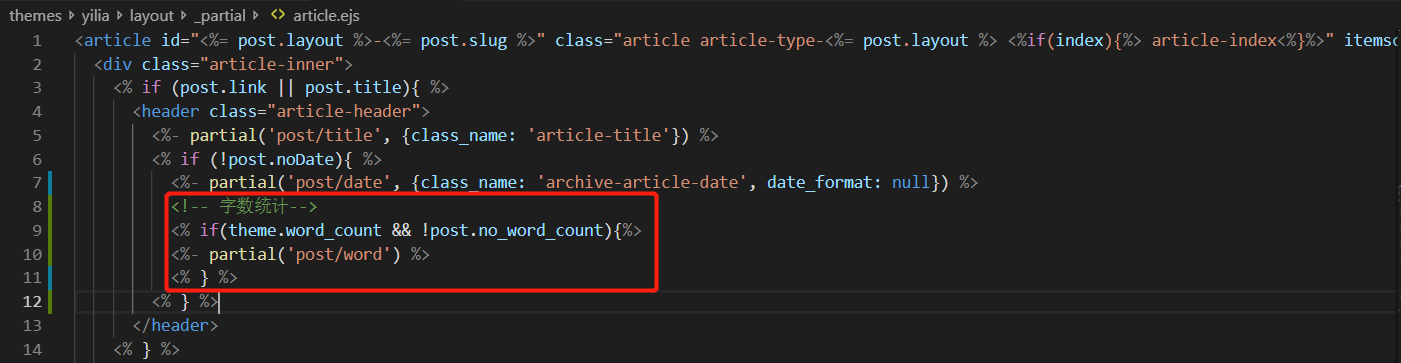 themes > yilia > layout > _partial > <> article.ejs
1 <article id="<%= post.layout %>-<%= post.slug %>" class="article article-type-<%= post.layout %> <%if(index){%> article-index<%}%>" itemsc
2 <div class="article-inner">
3 <% if (post.link || post.title){ %>
4 <header class="article-header">
5 <%- partial('post/title', {class_name: 'article-title'}) %>
6 <% if (!post.noDate){ %>
7 <%- partial('post/date', {class_name: 'archive-article-date', date_format: null}) %>
8 <!-- 字数统计-->
9 <% if(theme.word_count && !post.no_word_count){%>
10 <%- partial('post/word') %>
11 <% } %>
12 <% } %>
13 </header>
14 <% } %>